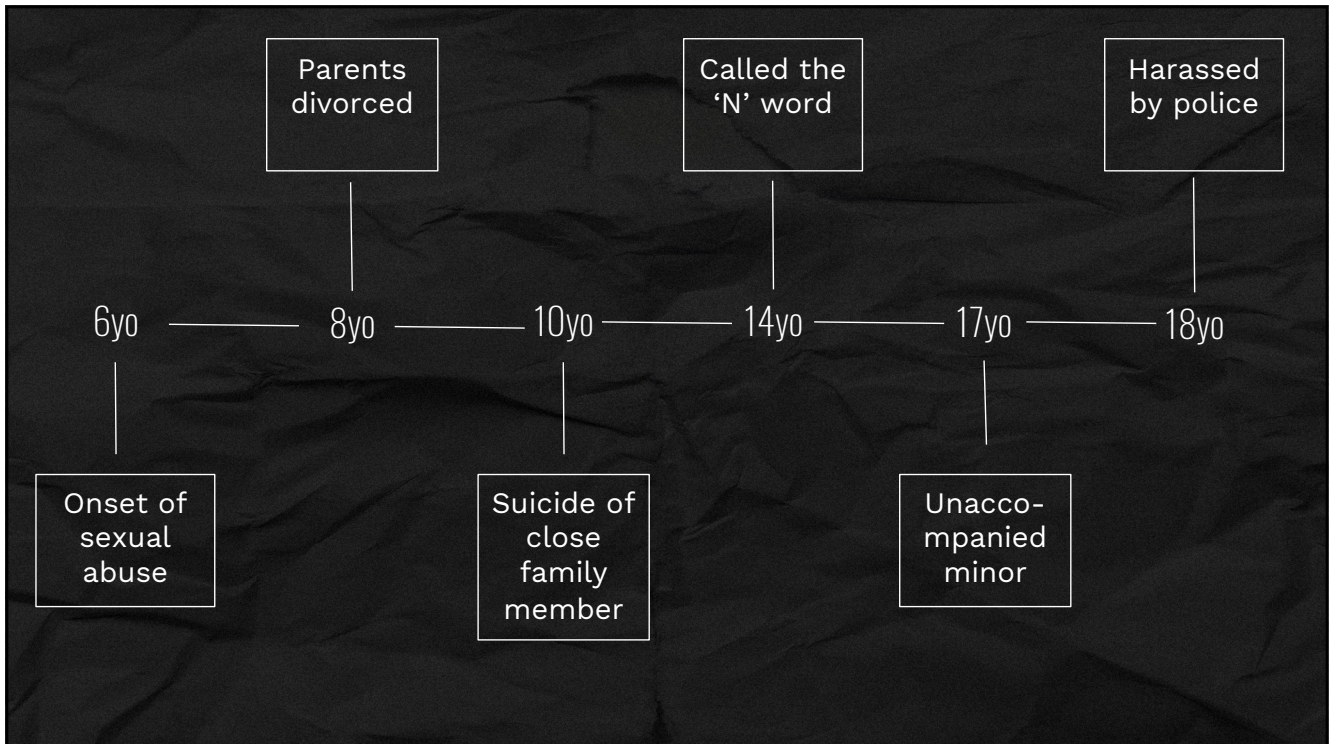 Parents
divorced
Called the
‘N’ word
Harassed
by police
6yo
8yo
10yo
14yo
17yo
18yo
Onset of
sexual
abuse
Suicide of
close
family
member
Unacco-
mpanied
minor